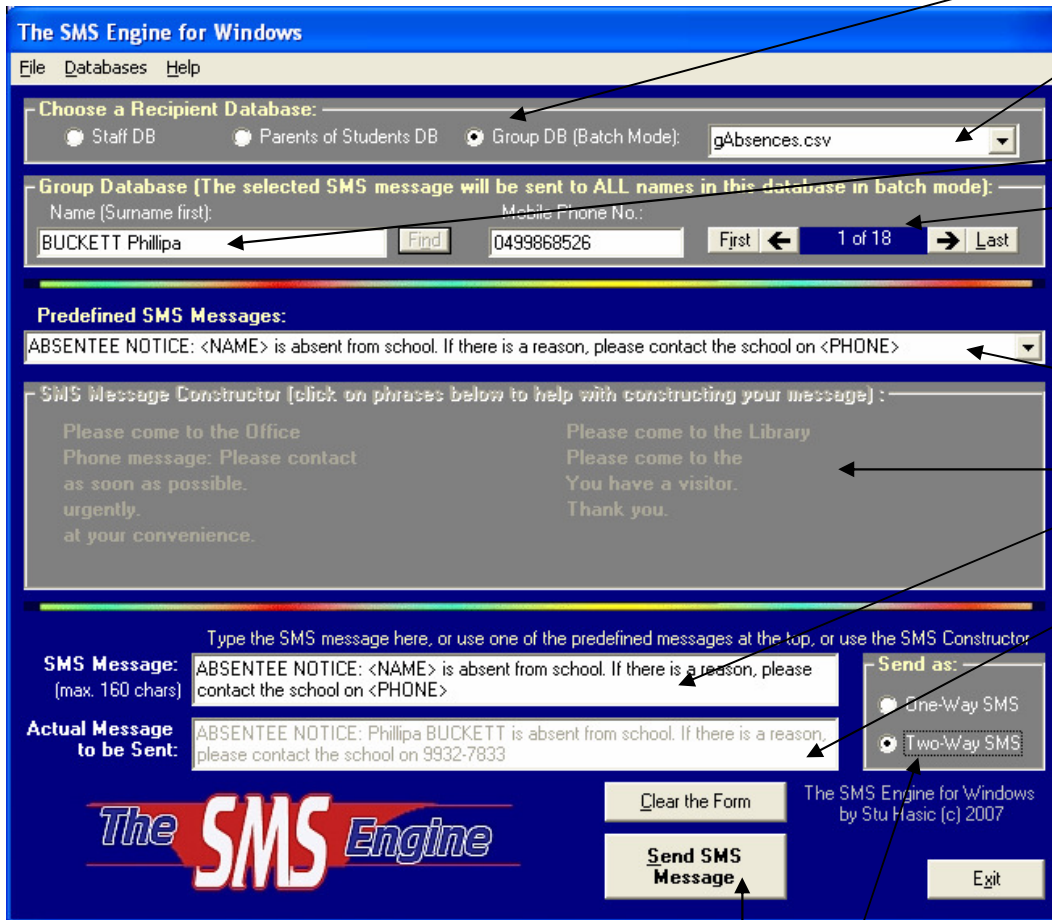 The SMS Engine for Windows
File Databases Help
Choose a Recipient Database:
Staff DB Parents of Students DB Group DB (Batch Mode): gAbsences.csv
Group Database (The selected SMS message will be sent to ALL names in this database in batch mode):
Name (Surname first): Mobile Phone No.:
BUCKETT Phillipa Find 0499868526 First 1 of 18 Last
Predefined SMS Messages:
ABSENTEE NOTICE: <NAME> is absent from school. If there is a reason, please contact the school on <PHONE>
SMS Message Constructor (click on phrases below to help with constructing your message) :
Please come to the Office Please come to the Library
Phone message: Please contact Please come to the
as soon as possible. You have a visitor.
urgently. Thank you.
at your convenience.
Type the SMS message here, or use one of the predefined messages at the top, or use the SMS Constructor
SMS Message: ABSENTEE NOTICE: <NAME> is absent from school. If there is a reason, please
(max. 160 chars) contact the school on <PHONE>
Send as:
One-Way SMS
Two-Way SMS
Actual Message ABSENTEE NOTICE: Phillipa BUCKETT is absent from school. If there is a reason,
to be Sent: please contact the school on 9932-7833
The SMS Engine
Clear the Form
Send SMS
Message
The SMS Engine for Windows
by Stu Hasic (c) 2007
Exit